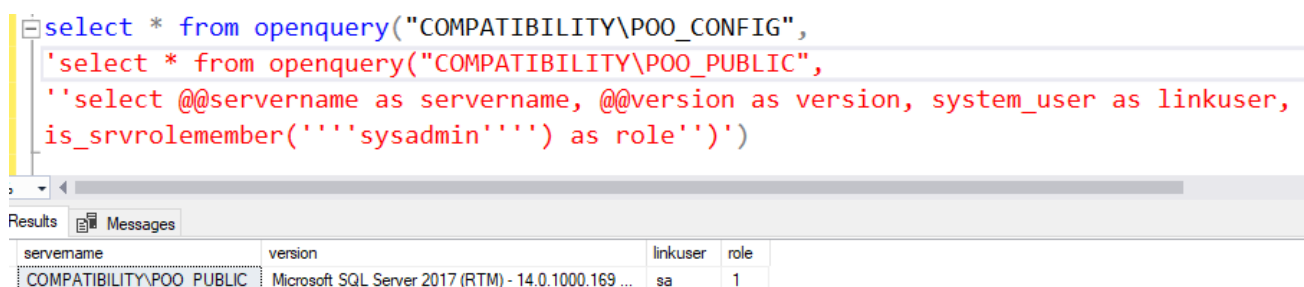 select * from openquery("COMPATIBILITY\POO_CONFIG",
'select * from openquery("COMPATIBILITY\POO_PUBLIC",
''select @@servername as servername, @@version as version, system_user as linkuser,
is_srvrolemember(''''sysadmin'''') as role'')')
Results Messages
servername version linkuser role
COMPATIBILITY\POO_PUBLIC Microsoft SQL Server 2017 (RTM) - 14.0.1000.169 ... sa 1